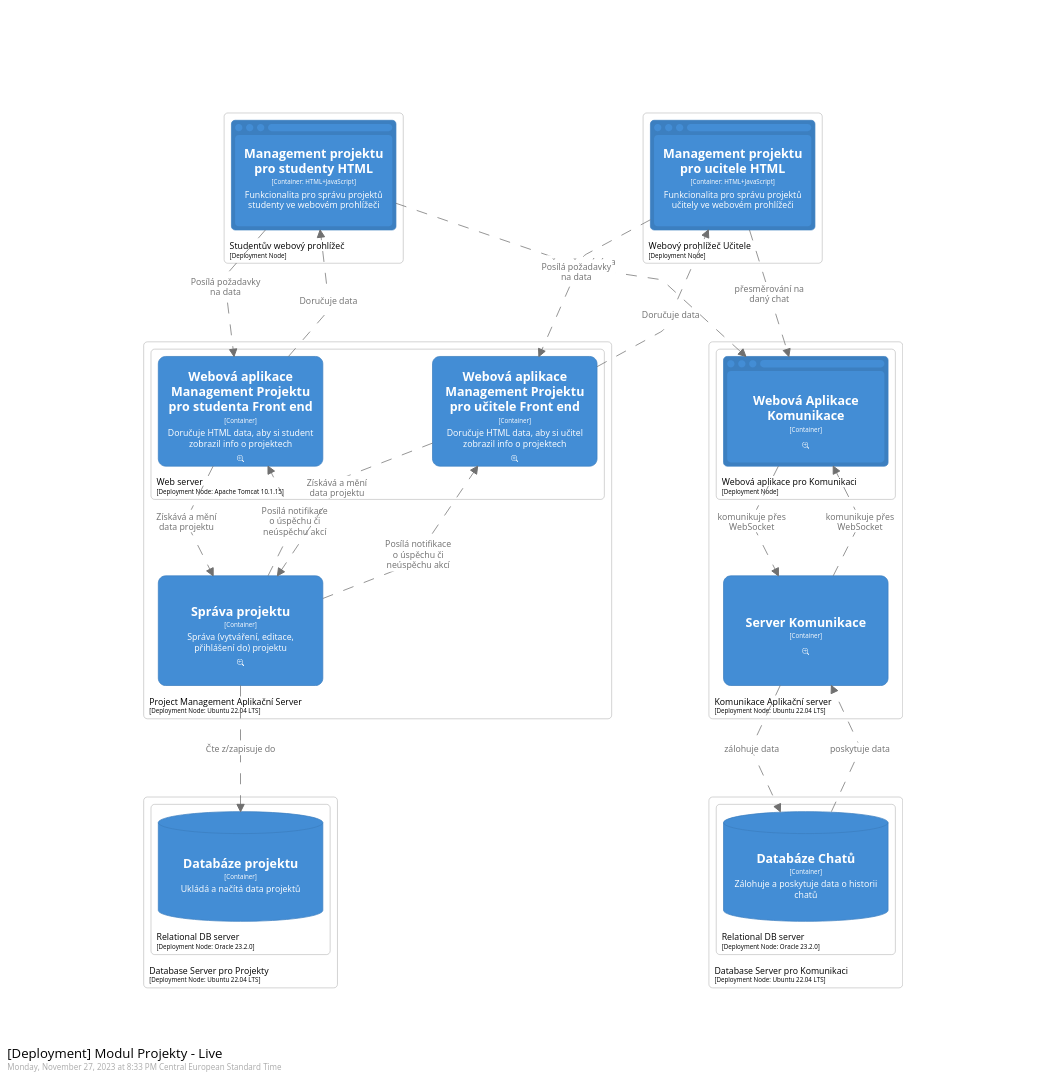 Management projektu
pro studenty HTML
[Container: HTML+JavaScript]
Funkcionalita pro správu projektů
studenty ve webovém prohlížeči
Studentův webový prohlížeč
[Deployment Node]
Management projektu
pro ucitele HTML
[Container: HTML+JavaScript]
Funkcionalita pro správu projektů
učitely ve webovém prohlížeči
Webový prohlížeč Učitele
[Deployment Node]
Posílá požadavky
na data
Doručuje data
Posílá požadavky
na data
Doručuje data
přesměrování na
daný chat
Webová aplikace
Management Projektu
pro studenta Front end
[Container]
Doručuje HTML data, aby si student
zobrazil info o projektech
Webová aplikace
Management Projektu
pro učitele Front end
[Container]
Doručuje HTML data, aby si učitel
zobrazil info o projektech
Web server
[Deployment Node: Apache Tomcat 10.1.15]
Webová Aplikace
Komunikace
[Container]
Webová aplikace pro Komunikaci
[Deployment Node]
Získává a mění
data projektu
Posílá notifikace
o úspěchu či
neúspěchu akcí
Získává a mění
data projektu
Posílá notifikace
o úspěchu či
neúspěchu akcí
komunikuje přes
WebSocket
komunikuje přes
WebSocket
Správa projektu
[Container]
Správa (vytváření, editace,
přihlášení do) projektu
Project Management Aplikační Server
[Deployment Node: Ubuntu 22.04 LTS]
Server Komunikace
[Container]
Komunikace Aplikační server
[Deployment Node: Ubuntu 22.04 LTS]
Čte z/zapisuje do
zálohuje data
poskytuje data
Databáze projektu
[Container]
Ukládá a načítá data projektů
Relational DB server
[Deployment Node: Oracle 23.2.0]
Database Server pro Projekty
[Deployment Node: Ubuntu 22.04 LTS]
Databáze Chatů
[Container]
Zálohuje a poskytuje data o historii
chatů
Relational DB server
[Deployment Node: Oracle 23.2.0]
Database Server pro Komunikaci
[Deployment Node: Ubuntu 22.04 LTS]
[Deployment] Modul Projekty - Live
Monday, November 27, 2023 at 8:33 PM Central European Standard Time